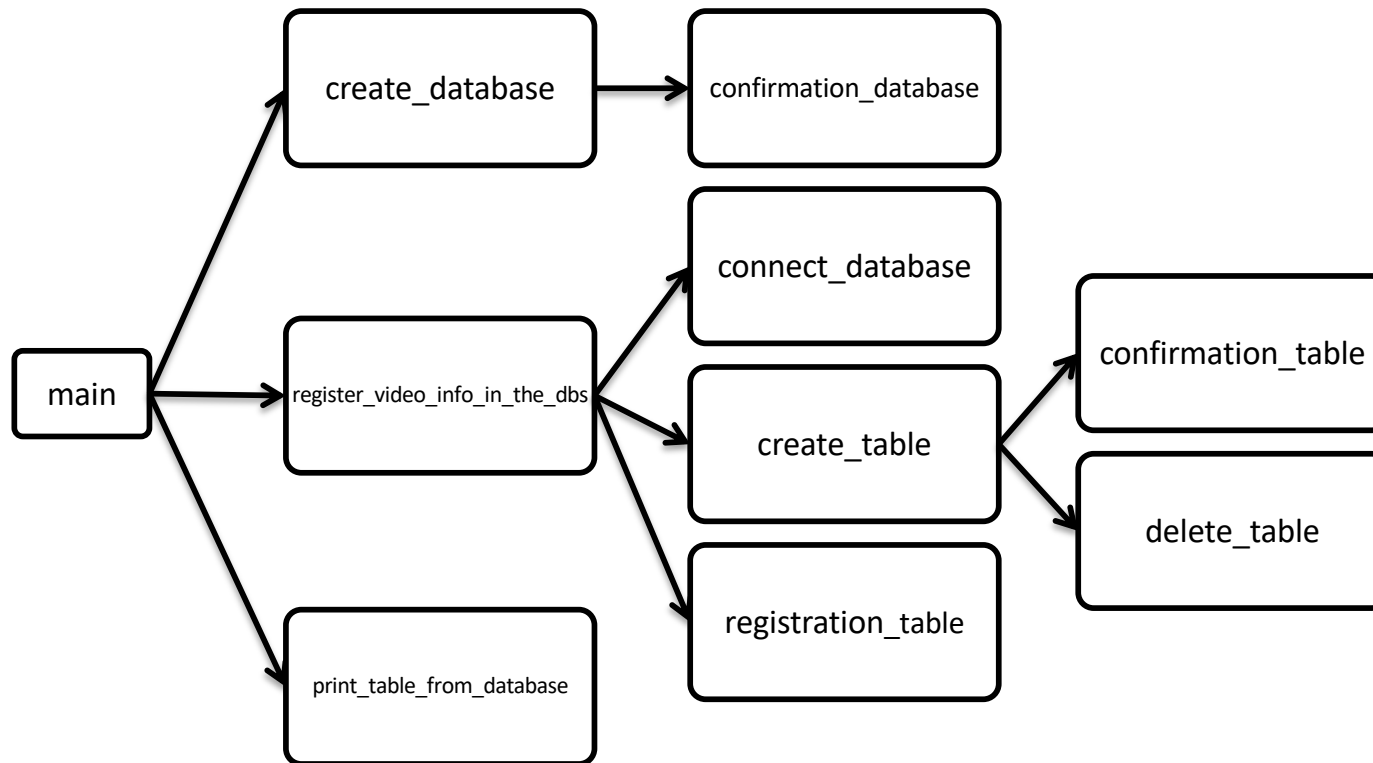 create_database
confirmation_database
connect_database
confirmation_table
main
register_video_info_in_the_dbs
create_table
delete_table
registration_table
print_table_from_database